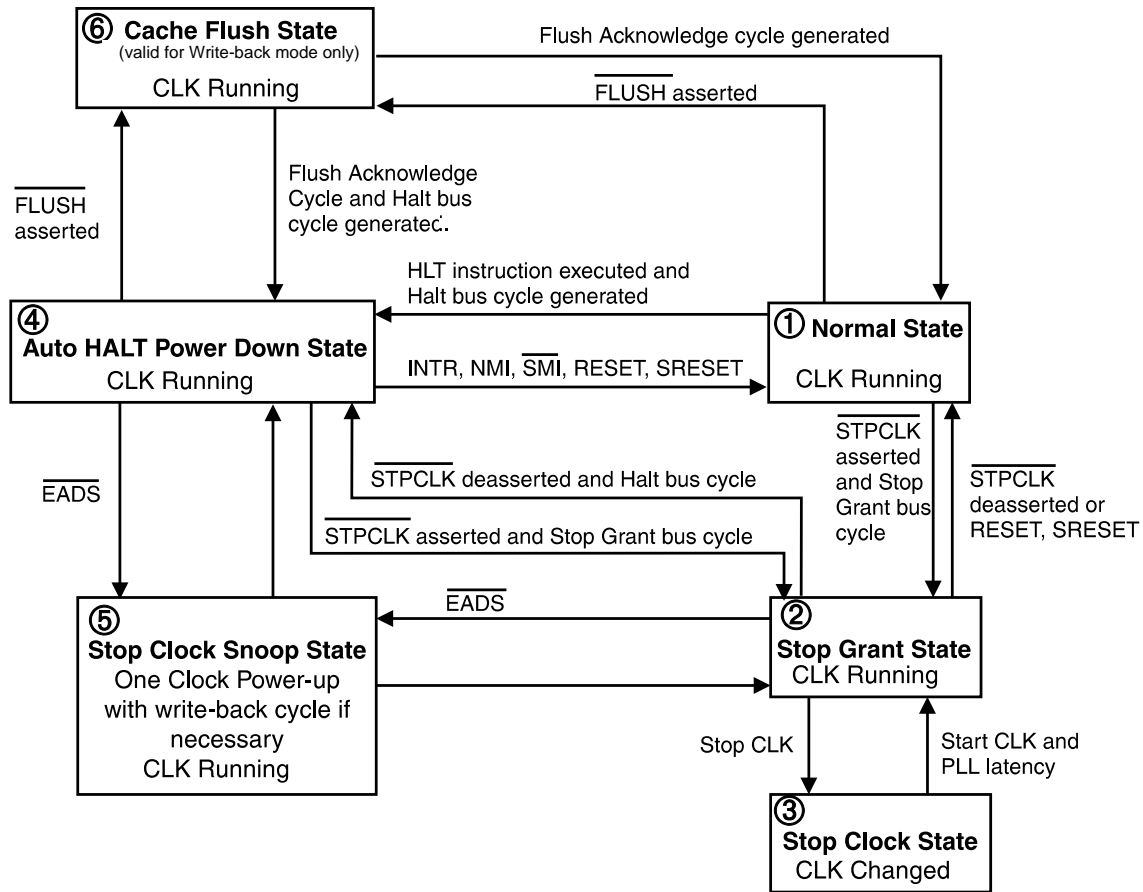 ⑥ Cache Flush State
(valid for Write-back mode only)
CLK Running
Flush Acknowledge cycle generated
FLUSH asserted
FLUSH
asserted
Flush Acknowledge
Cycle and Halt bus
cycle generated.
HLT instruction executed and
Halt bus cycle generated
④
Auto HALT Power Down State
CLK Running
① Normal State
CLK Running
INTR, NMI, SMI, RESET, SRESET
EADS
STPCLK deasserted and Halt bus cycle
STPCLK asserted and Stop Grant bus cycle
STPCLK
asserted
and Stop
Grant bus
cycle
STPCLK
deasserted or
RESET, SRESET
EADS
⑤
Stop Clock Snoop State
One Clock Power-up
with write-back cycle if
necessary
CLK Running
②
Stop Grant State
CLK Running
Stop CLK
Start CLK and
PLL latency
③
Stop Clock State
CLK Changed